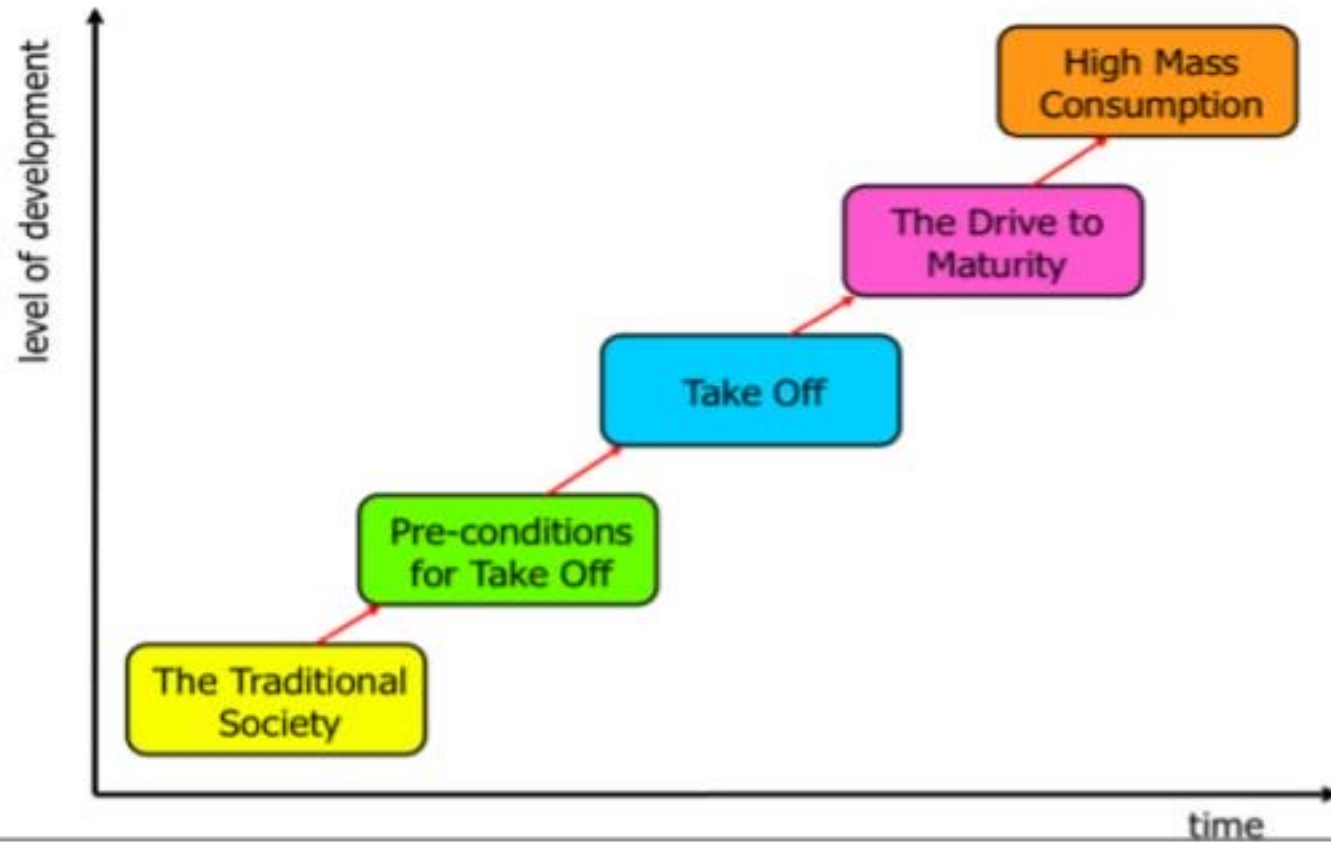 level of development
High Mass
Consumption
The Drive to
Maturity
Take Off
Pre-conditions
for Take Off
The Traditional
Society
time